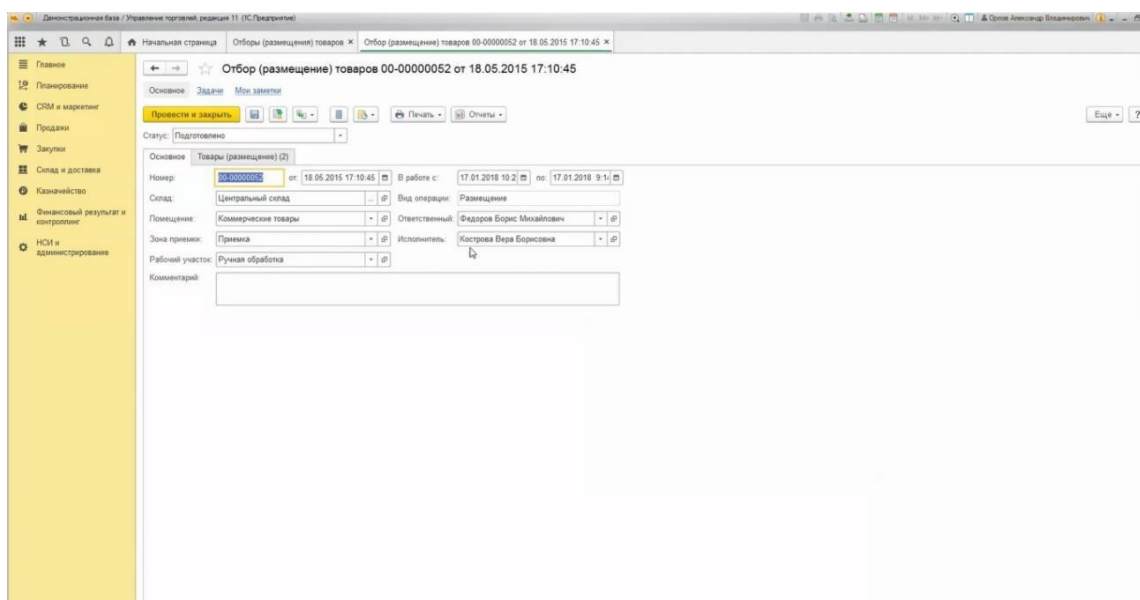 Демонстрационная база / Управление торговлей, редакция 11 (1С:Предприятие)
Орлов Александр Владимирович
Начальная страница
Отборы (размещения) товаров ×
Отбор (размещение) товаров 00-00000052 от 18.05.2015 17:10:45 ×
Главное
Планирование
CRM и маркетинг
Продажи
Закупки
Склад и доставка
Казначейство
Финансовый результат и
контроллинг
НСИ и
администрирование
Отбор (размещение) товаров 00-00000052 от 18.05.2015 17:10:45
Основное Задачи Мои заметки
Провести и закрыть Печать Отчеты Еще ?
Статус: Подготовлено
Основное Товары (размещение) (2)
Номер: 00-00000052 от: 18.05.2015 17:10:45 В работе с: 17.01.2018 10:2 по: 17.01.2018 9:1
Склад: Центральный склад Вид операции: Размещение
Помещение: Коммерческие товары Ответственный: Федоров Борис Михайлович
Зона приемки: Приемка Исполнитель: Кострова Вера Борисовна
Рабочий участок: Ручная обработка
Комментарий: